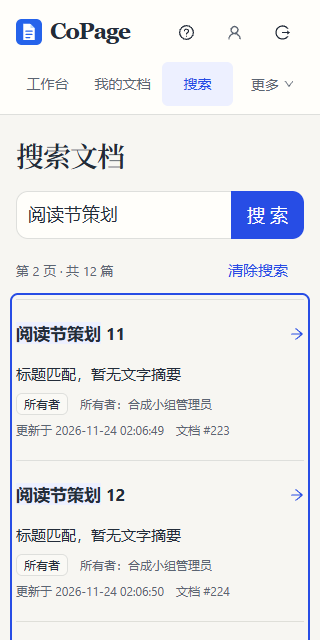 CoPage
工作台 我的文档 搜索 更多
搜索文档
阅读节策划 搜索
第 2 页 · 共 12 篇 清除搜索
阅读节策划 11
标题匹配，暂无文字摘要
所有者 所有者：合成小组管理员
更新于 2026-11-24 02:06:49 文档 #223
阅读节策划 12
标题匹配，暂无文字摘要
所有者 所有者：合成小组管理员
更新于 2026-11-24 02:06:50 文档 #224